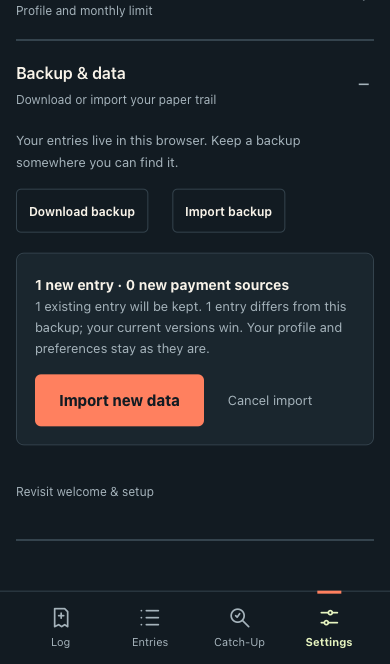 Profile and monthly limit
Backup & data
Download or import your paper trail
Your entries live in this browser. Keep a backup
somewhere you can find it.
Download backup
Import backup
1 new entry · 0 new payment sources
1 existing entry will be kept. 1 entry differs from this
backup; your current versions win. Your profile and
preferences stay as they are.
Import new data
Cancel import
Revisit welcome & setup
Log
Entries
Catch-Up
Settings